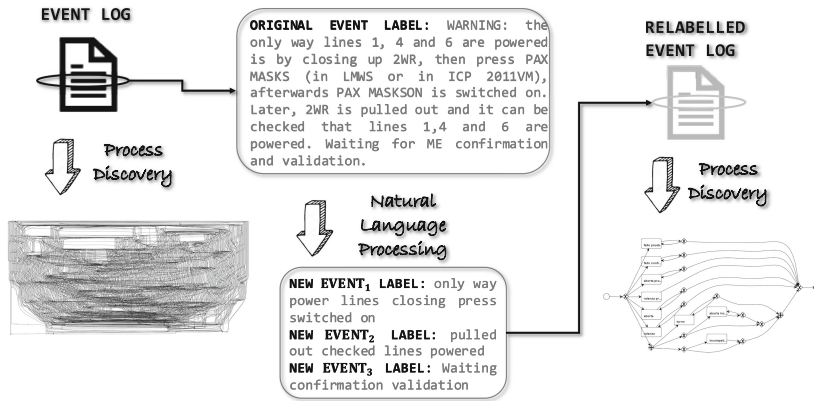 EVENT LOG
ORIGINAL EVENT LABEL: WARNING: the
only way lines 1, 4 and 6 are powered
is by closing up 2WR, then press PAX
MASKS (in LMWS or in ICP 2011VM),
afterwards PAX MASKSON is switched on.
Later, 2WR is pulled out and it can be
checked that lines 1,4 and 6 are
powered. Waiting for ME confirmation
and validation.
RELABELLED
EVENT LOG
Process
Discovery
Natural
Language
Processing
Process
Discovery
NEW EVENT₁ LABEL: only way
power lines closing press
switched on
NEW EVENT₂ LABEL: pulled
out checked lines powered
NEW EVENT₃ LABEL: Waiting
confirmation validation